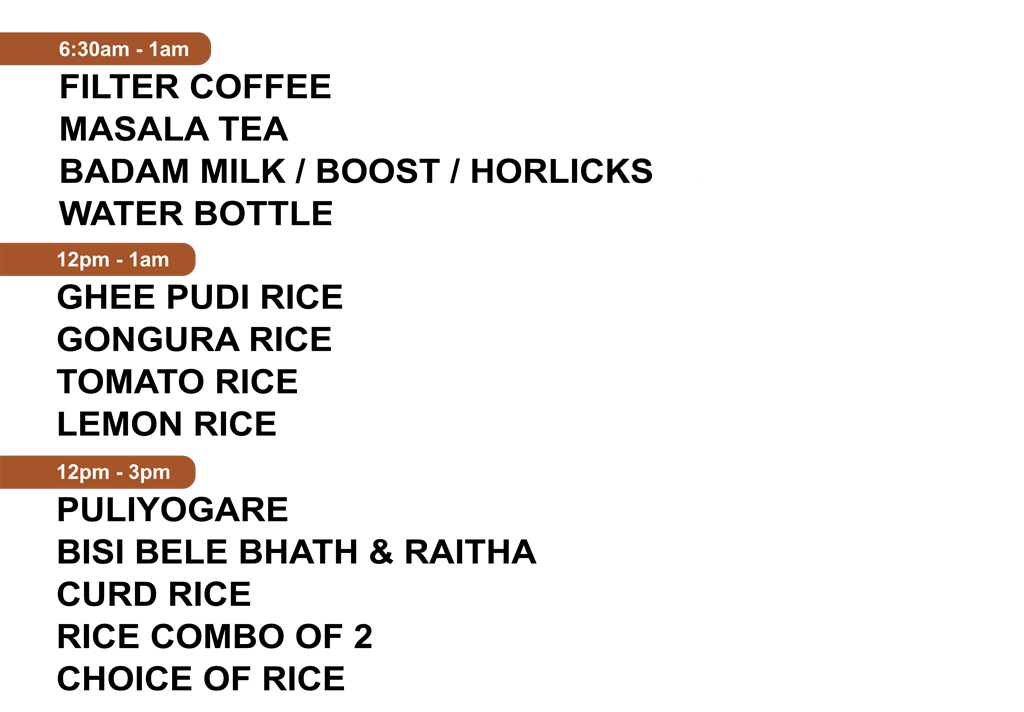 6:30am - 1am
FILTER COFFEE
MASALA TEA
BADAM MILK / BOOST / HORLICKS
WATER BOTTLE
12pm - 1am
GHEE PUDI RICE
GONGURA RICE
TOMATO RICE
LEMON RICE
12pm - 3pm
PULIYOGARE
BISI BELE BHATH & RAITHA
CURD RICE
RICE COMBO OF 2
CHOICE OF RICE